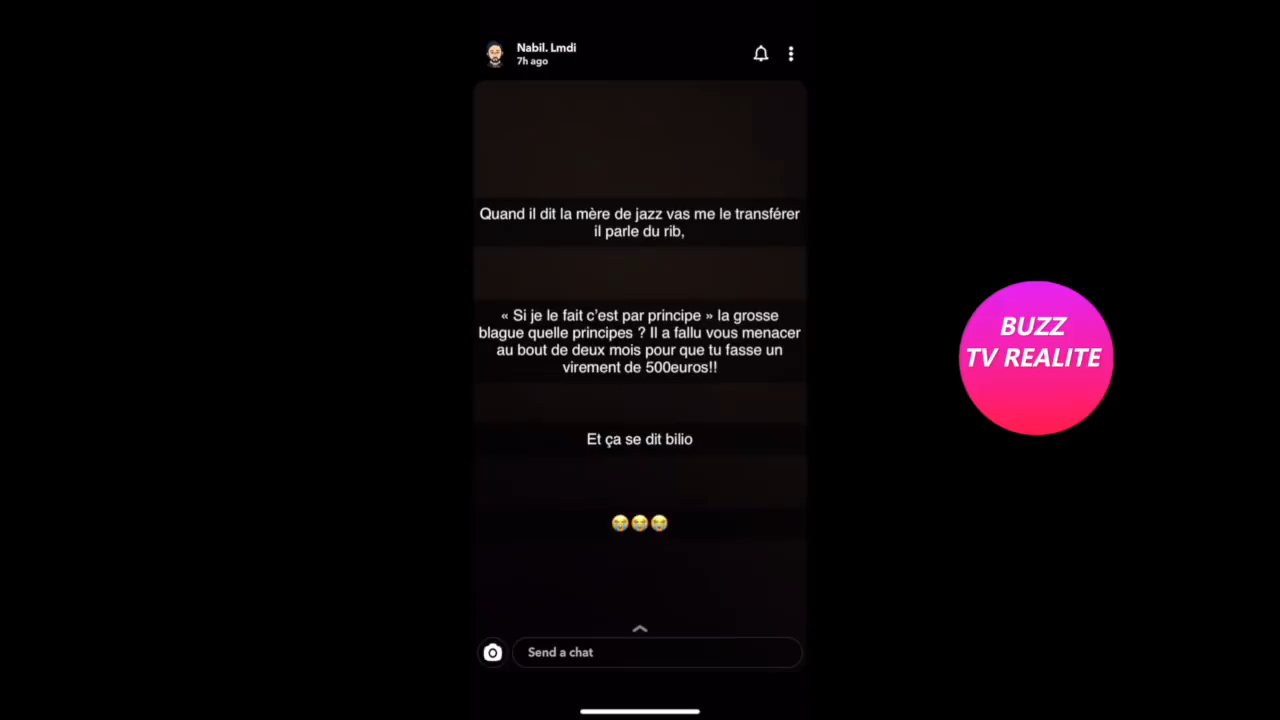 Nabil. Lmdi
7h ago
Quand il dit la mère de jazz vas me le transférer
il parle du rib,
« Si je le fait c'est par principe » la grosse
blague quelle principes ? Il a fallu vous menacer
au bout de deux mois pour que tu fasse un
virement de 500euros!!
Et ça se dit bilio
😭😭😭
Send a chat
BUZZ
TV REALITE